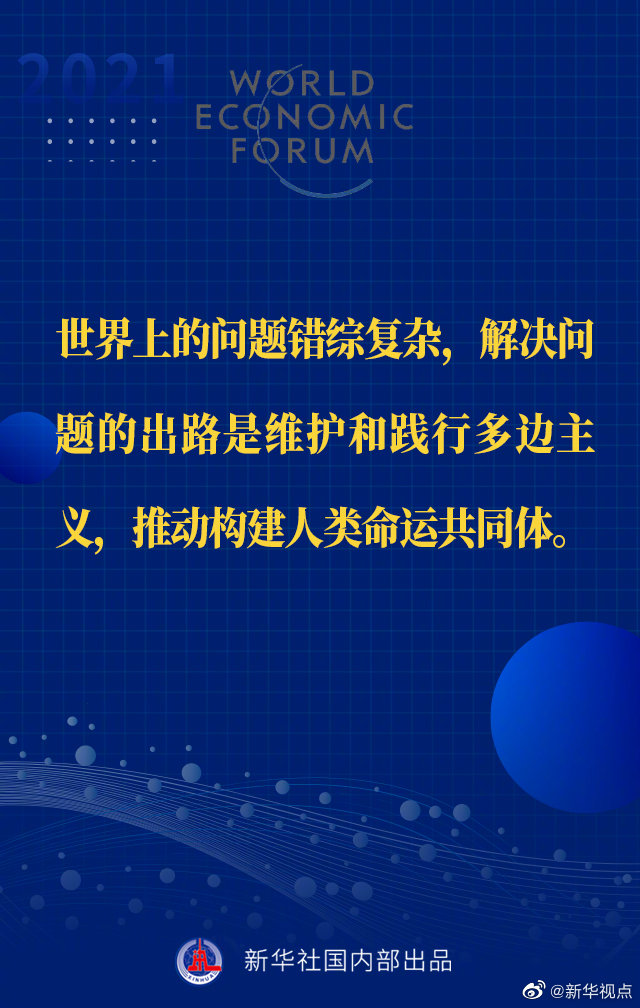 2021
WORLD
ECONOMIC
FORUM
世界上的问题错综复杂，解决问
题的出路是维护和践行多边主
义，推动构建人类命运共同体。
XINHUA
新华社国内部出品
@新华视点